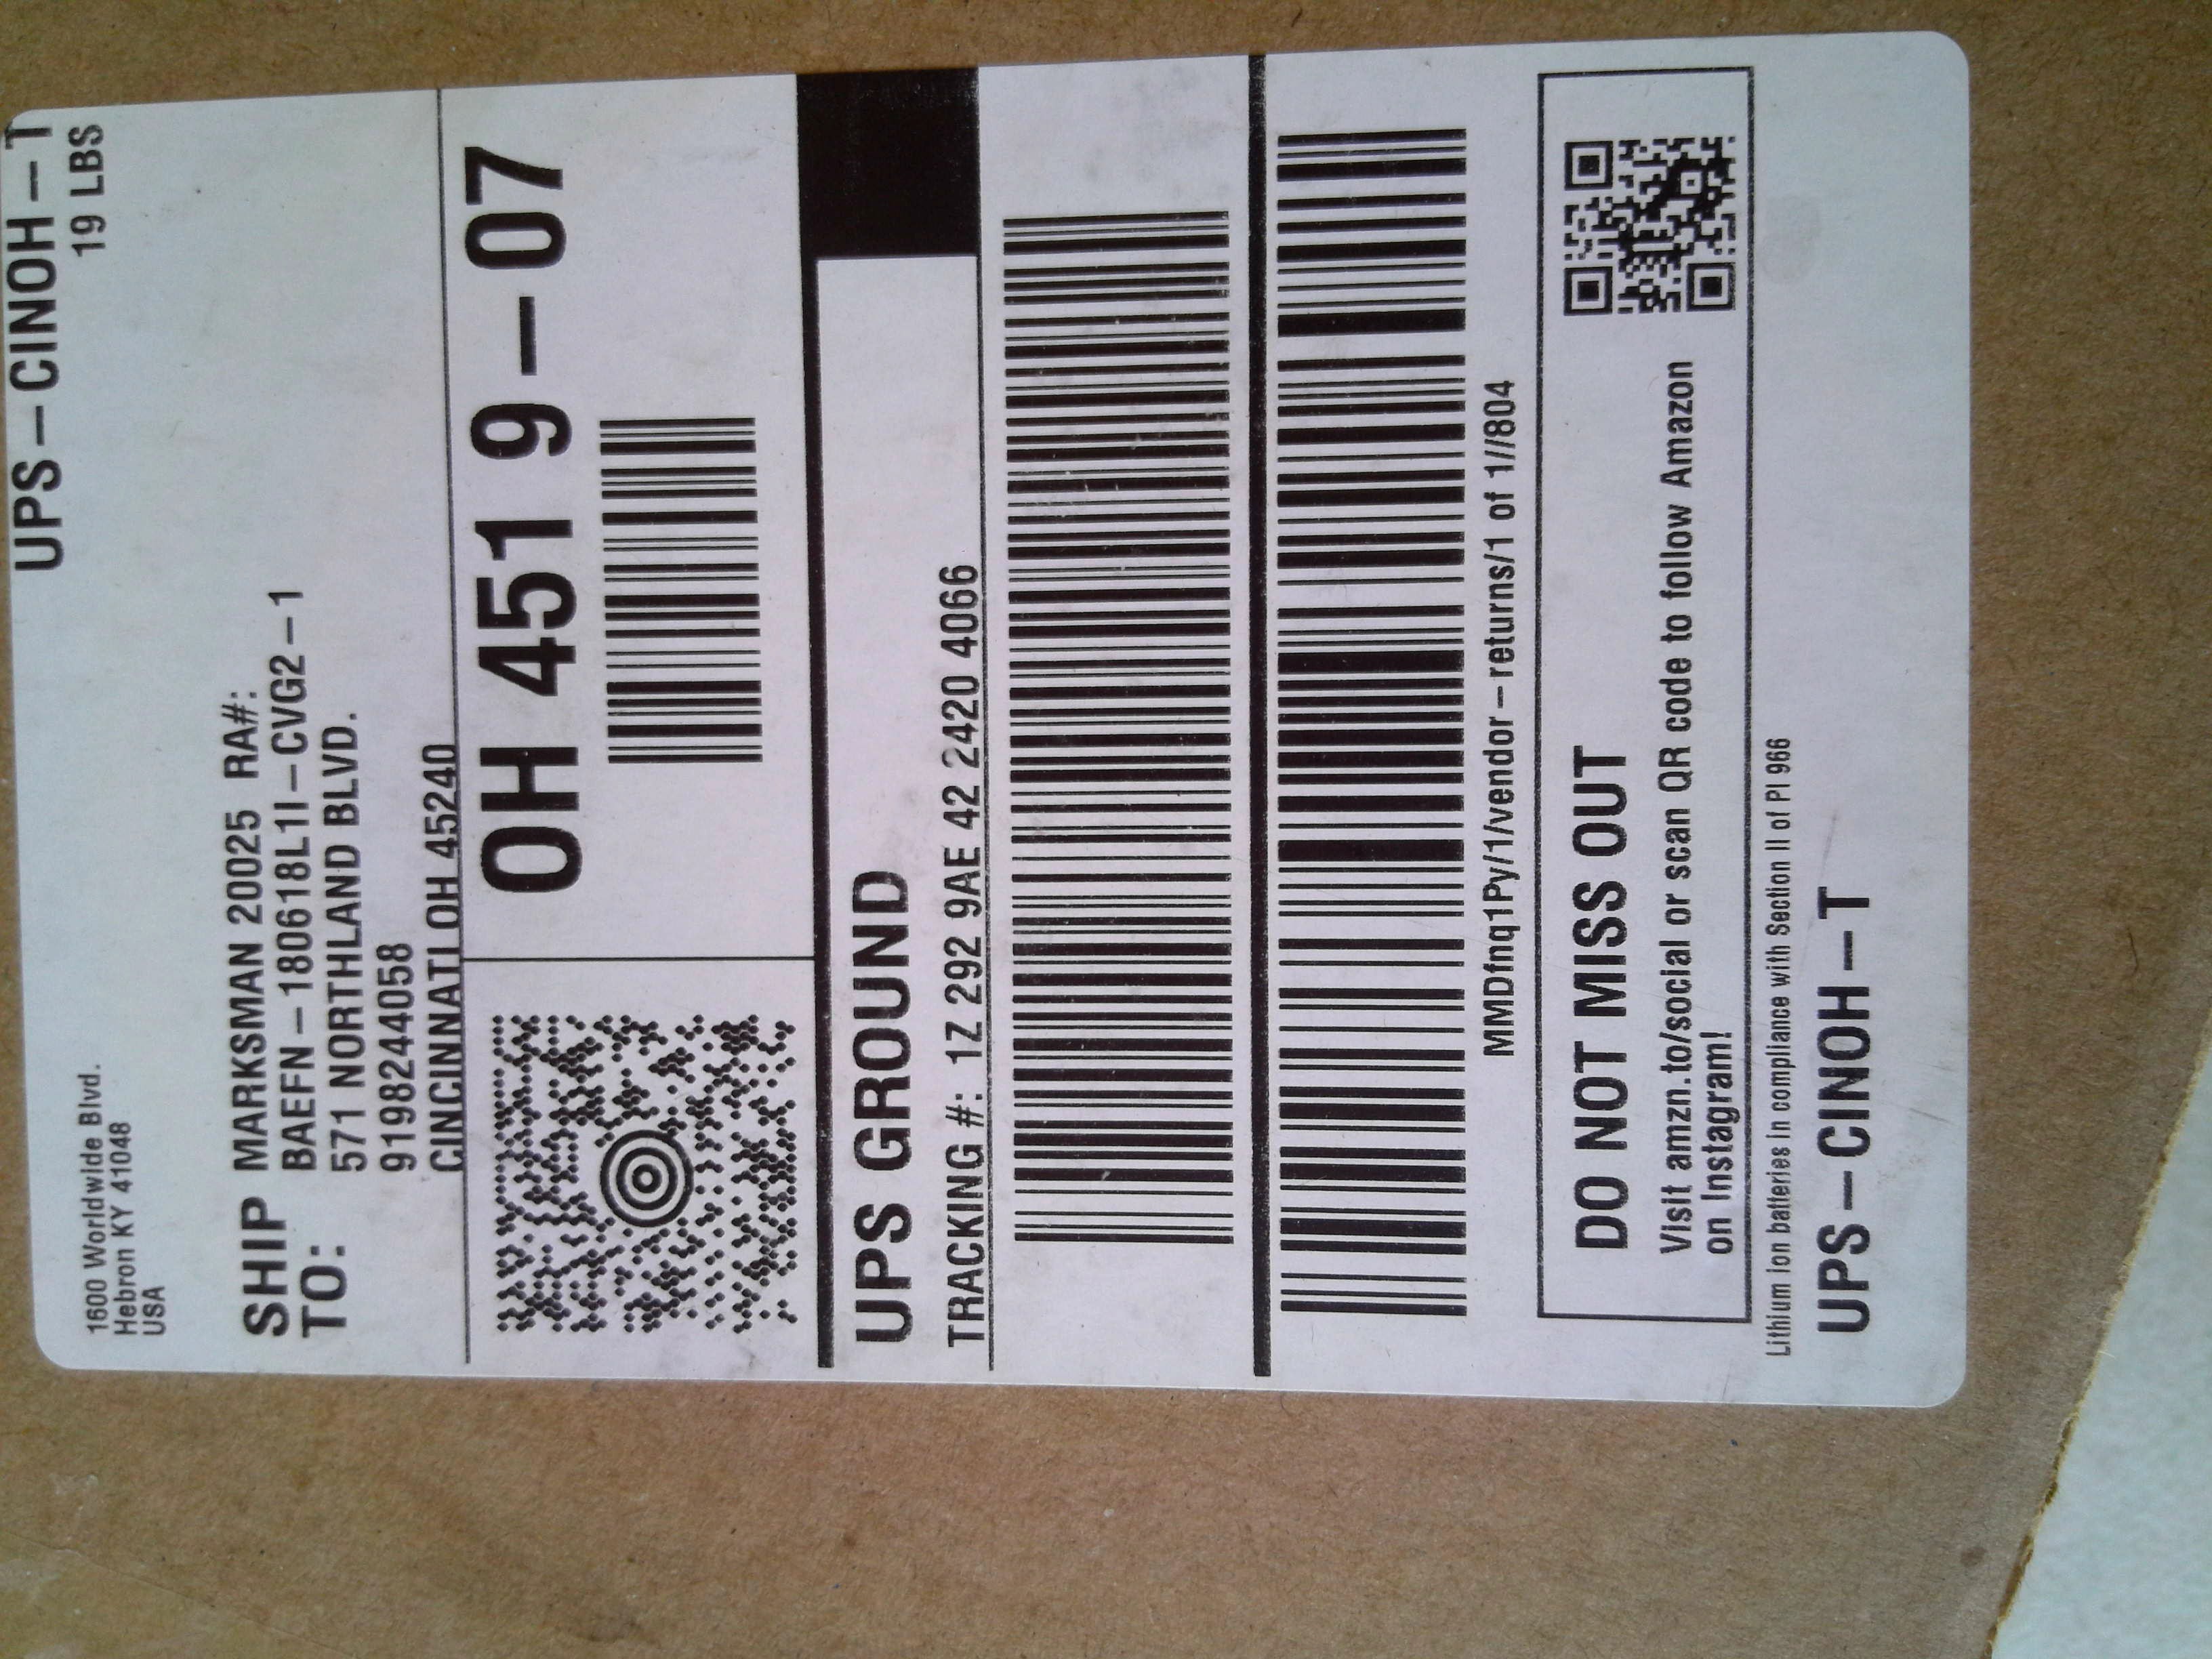 UPS-CINOH-T
19 LBS
1600 Worldwide Blvd.
Hebron KY 41048
USA
SHIP TO:
MARKSMAN 20025 RA#:
BAEFN-180618L1I-CVG2-1
571 NORTHLAND BLVD.
9198244058
CINCINNATI OH 45240
OH 451 9-07
UPS GROUND
TRACKING #: 1Z 292 9AE 42 2420 4066
MMDfnq1Py/1/vendor-returns/1 of 1//804
DO NOT MISS OUT
Visit amzn.to/social or scan QR code to follow Amazon
on Instagram!
Lithium ion batteries in compliance with Section II of PI 966
UPS-CINOH-T